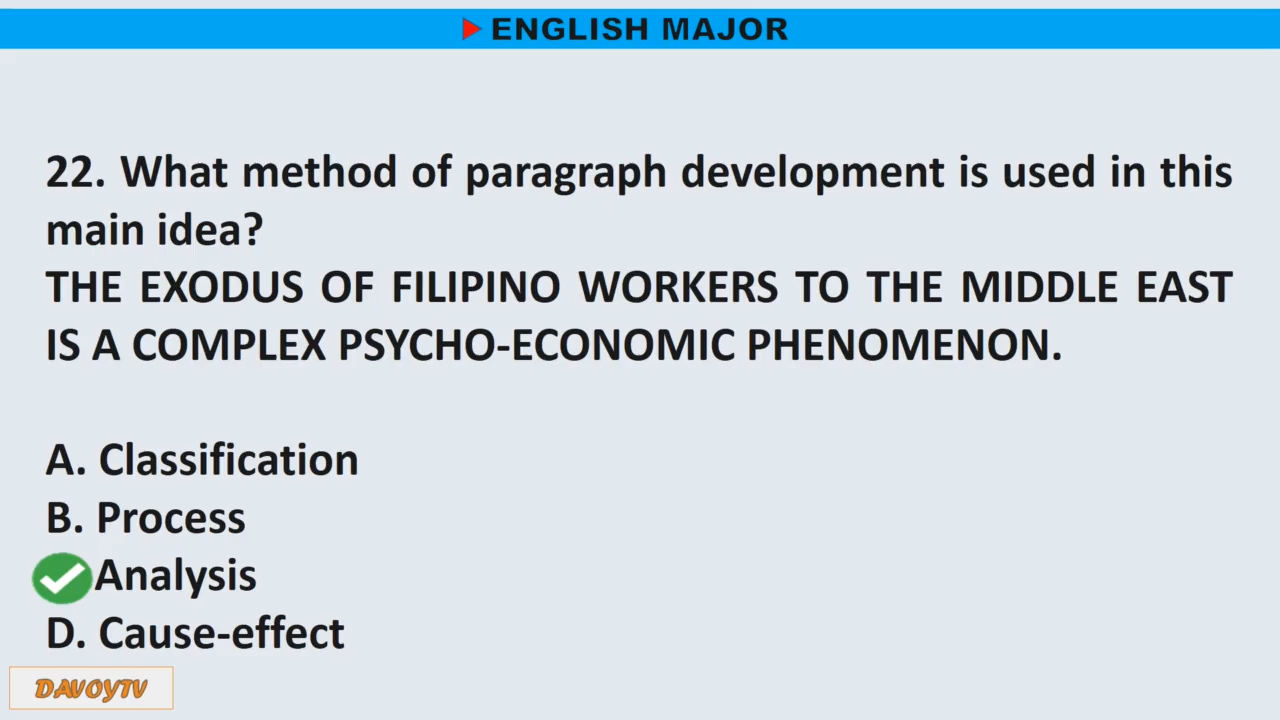 ENGLISH MAJOR
22. What method of paragraph development is used in this
main idea?
THE EXODUS OF FILIPINO WORKERS TO THE MIDDLE EAST
IS A COMPLEX PSYCHO-ECONOMIC PHENOMENON.
A. Classification
B. Process
Analysis
D. Cause-effect
DAVOYTV